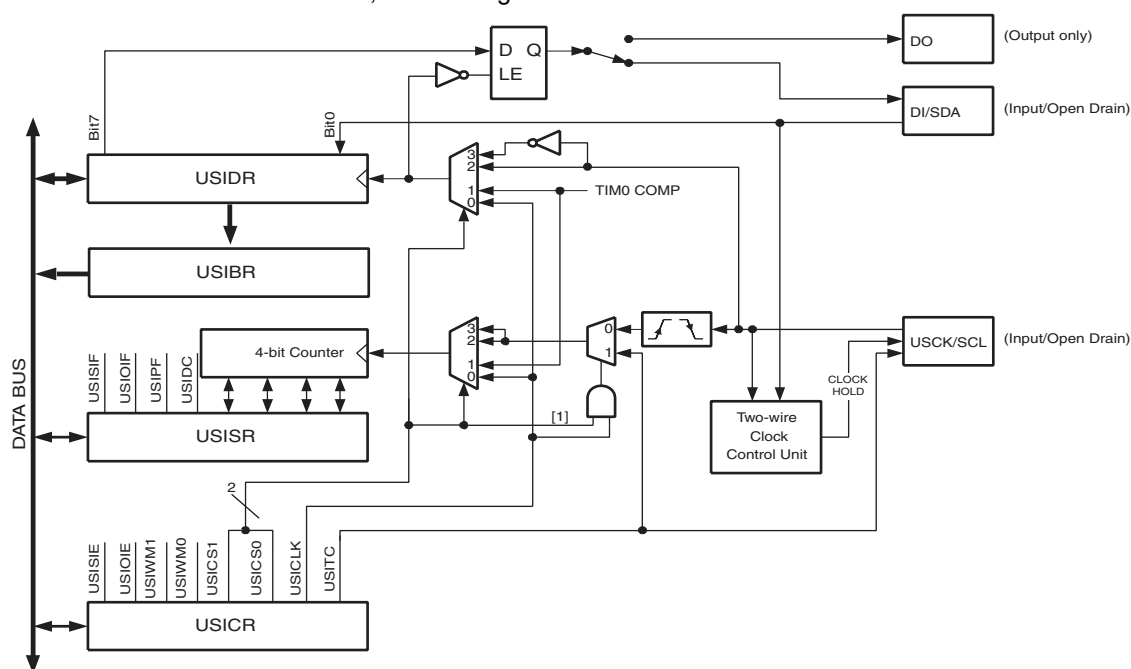 D Q
LE
DO
(Output only)
DI/SDA
(Input/Open Drain)
Bit7
Bit0
USIDR
3
2
1
0
TIM0 COMP
USIBR
DATA BUS
4-bit Counter
3
2
1
0
0
1
USCK/SCL
(Input/Open Drain)
CLOCK
HOLD
USISIF
USIOIF
USIPF
USIDC
USISR
[1]
Two-wire
Clock
Control Unit
2
USISIE
USIOIE
USIWM1
USIWM0
USICS1
USICS0
USICLK
USITC
USICR